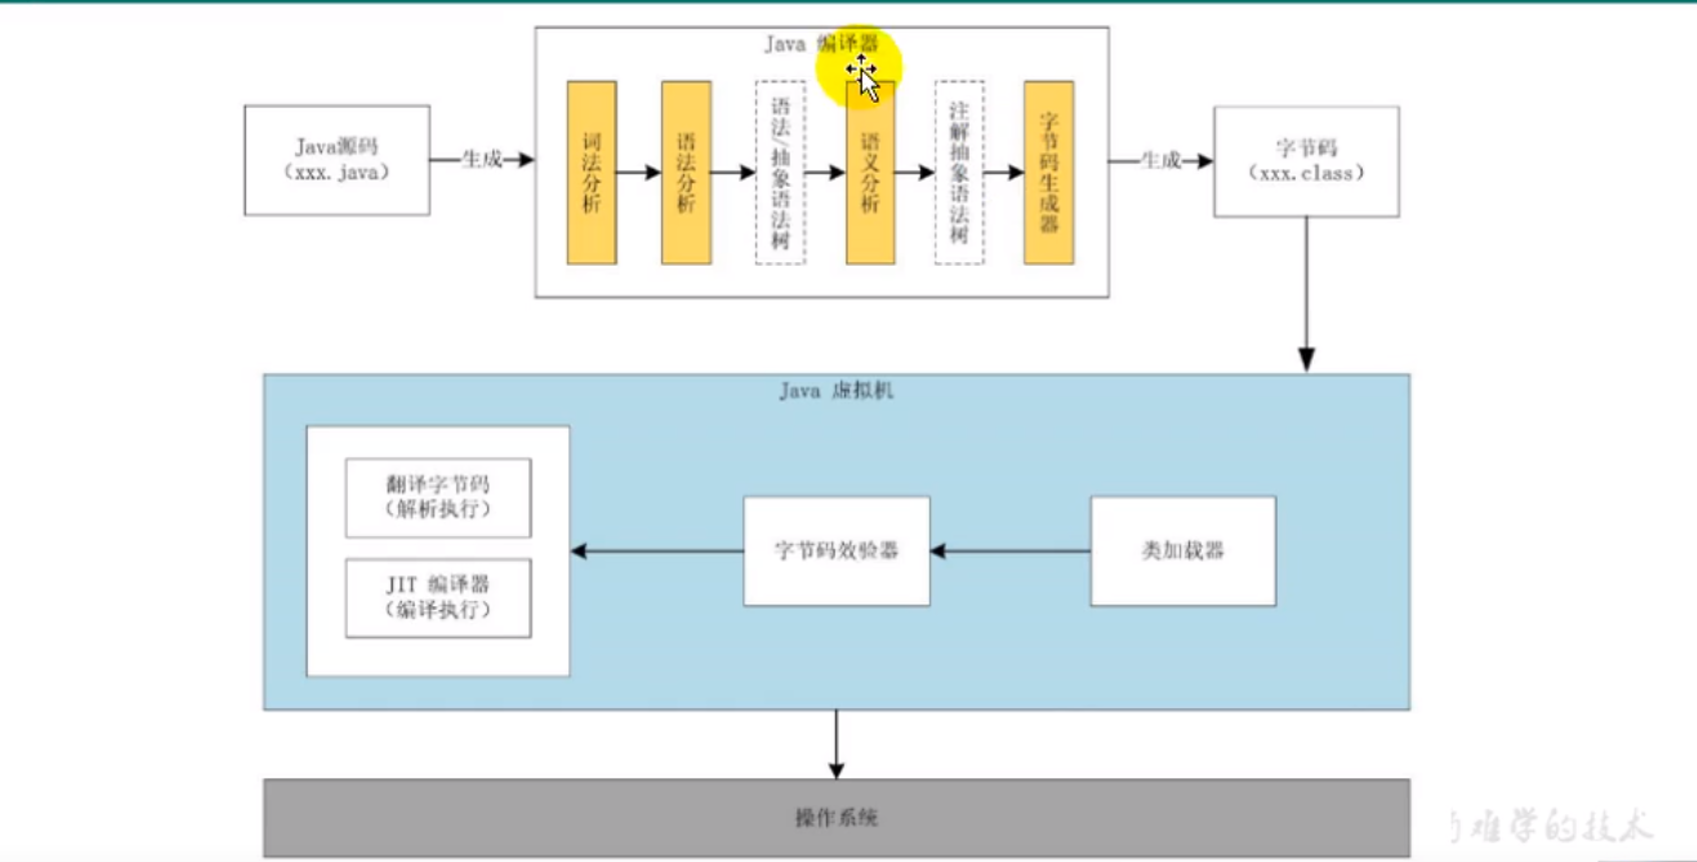 Java 编译器
Java源码
（xxx.java）
生成
词法分析
语法分析
语法/抽象语法树
语义分析
注解抽象语法树
字节码生成器
生成
字节码
（xxx.class）
Java 虚拟机
翻译字节码
（解析执行）
JIT 编译器
（编译执行）
字节码效验器
类加载器
操作系统
难学的技术